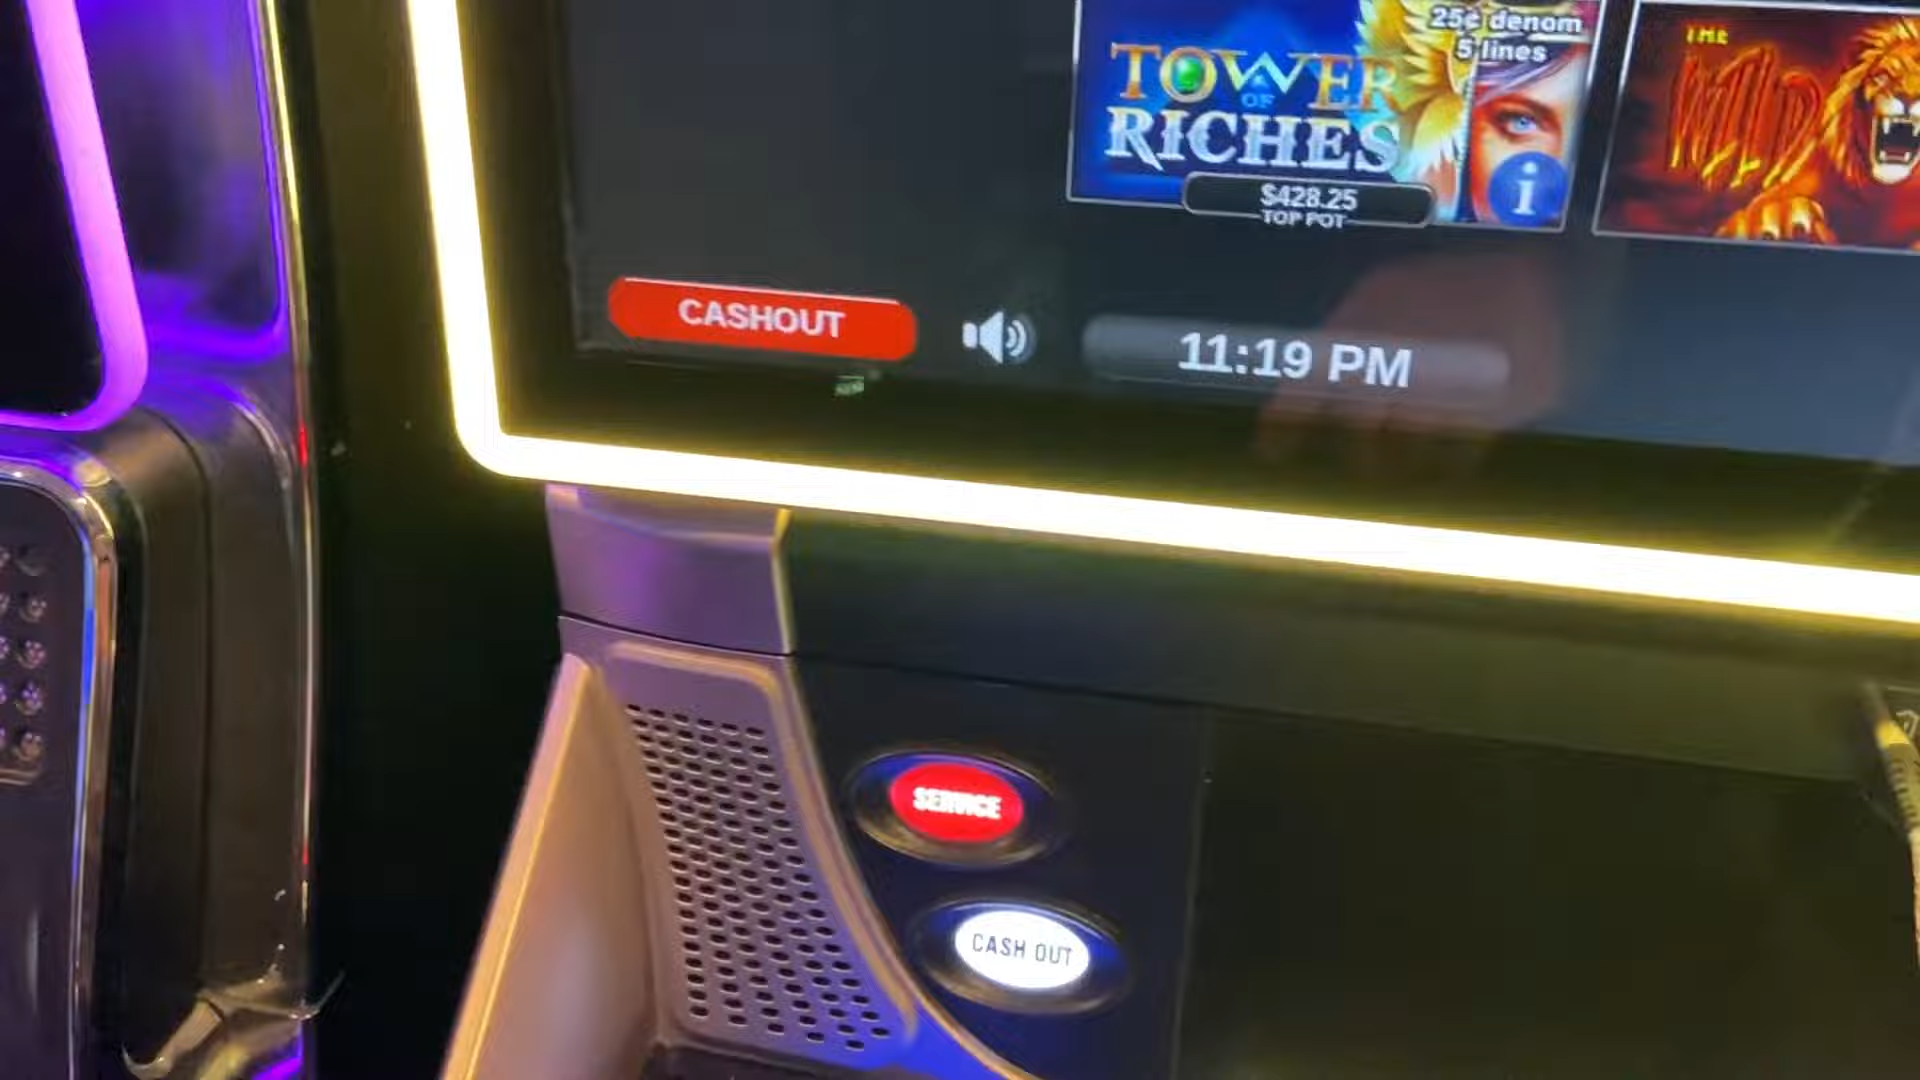 25¢ denom
5 lines
TOWER
OF
RICHES
$428.25
TOP POT
THE
WILD
CASHOUT
11:19 PM
SERVICE
CASH OUT